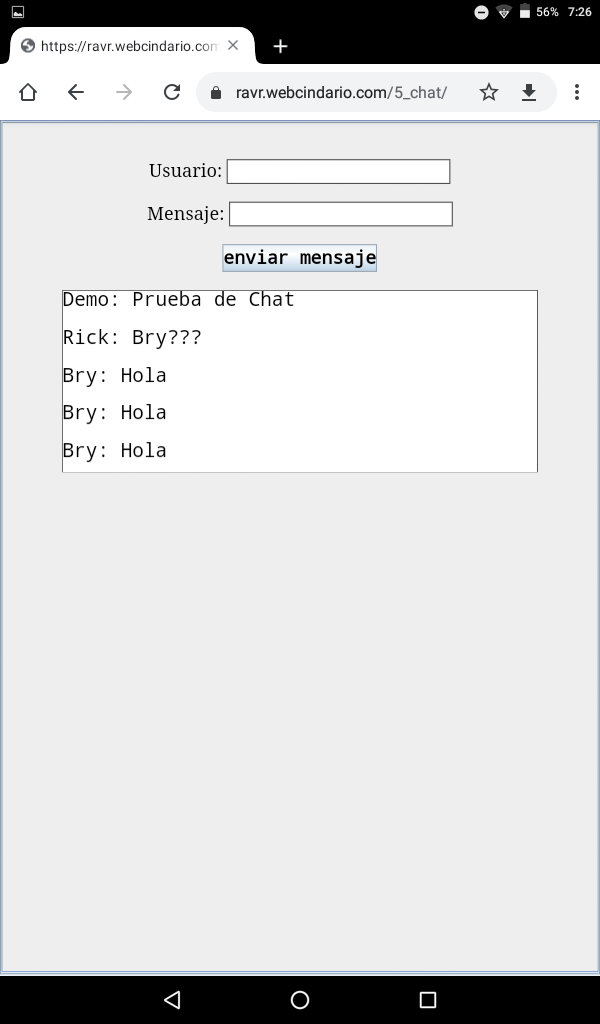 56% 7:26
https://ravr.webcindario.con
ravr.webcindario.com/5_chat/
Usuario:
Mensaje:
enviar mensaje
Demo: Prueba de Chat
Rick: Bry???
Bry: Hola
Bry: Hola
Bry: Hola